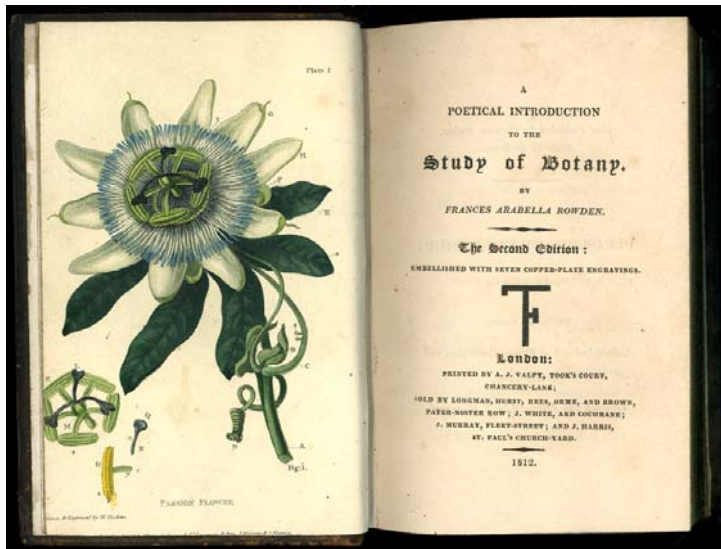 Plate 1
Fig. 1.
PASSION FLOWER
A
POETICAL INTRODUCTION
TO THE
Study of Botany.
BY
FRANCES ARABELLA ROWDEN.
The Second Edition :
EMBELLISHED WITH SEVEN COPPER-PLATE ENGRAVINGS.
London:
PRINTED BY A. J. VALPY, TOOK'S COURT,
CHANCERY-LANE;
SOLD BY LONGMAN, HURST, REES, ORME, AND BROWN,
PATER-NOSTER ROW; J. WHITE, AND COCHRANE;
J. MURRAY, FLEET-STREET; AND J. HARRIS,
ST. PAUL'S CHURCH-YARD.
1812.